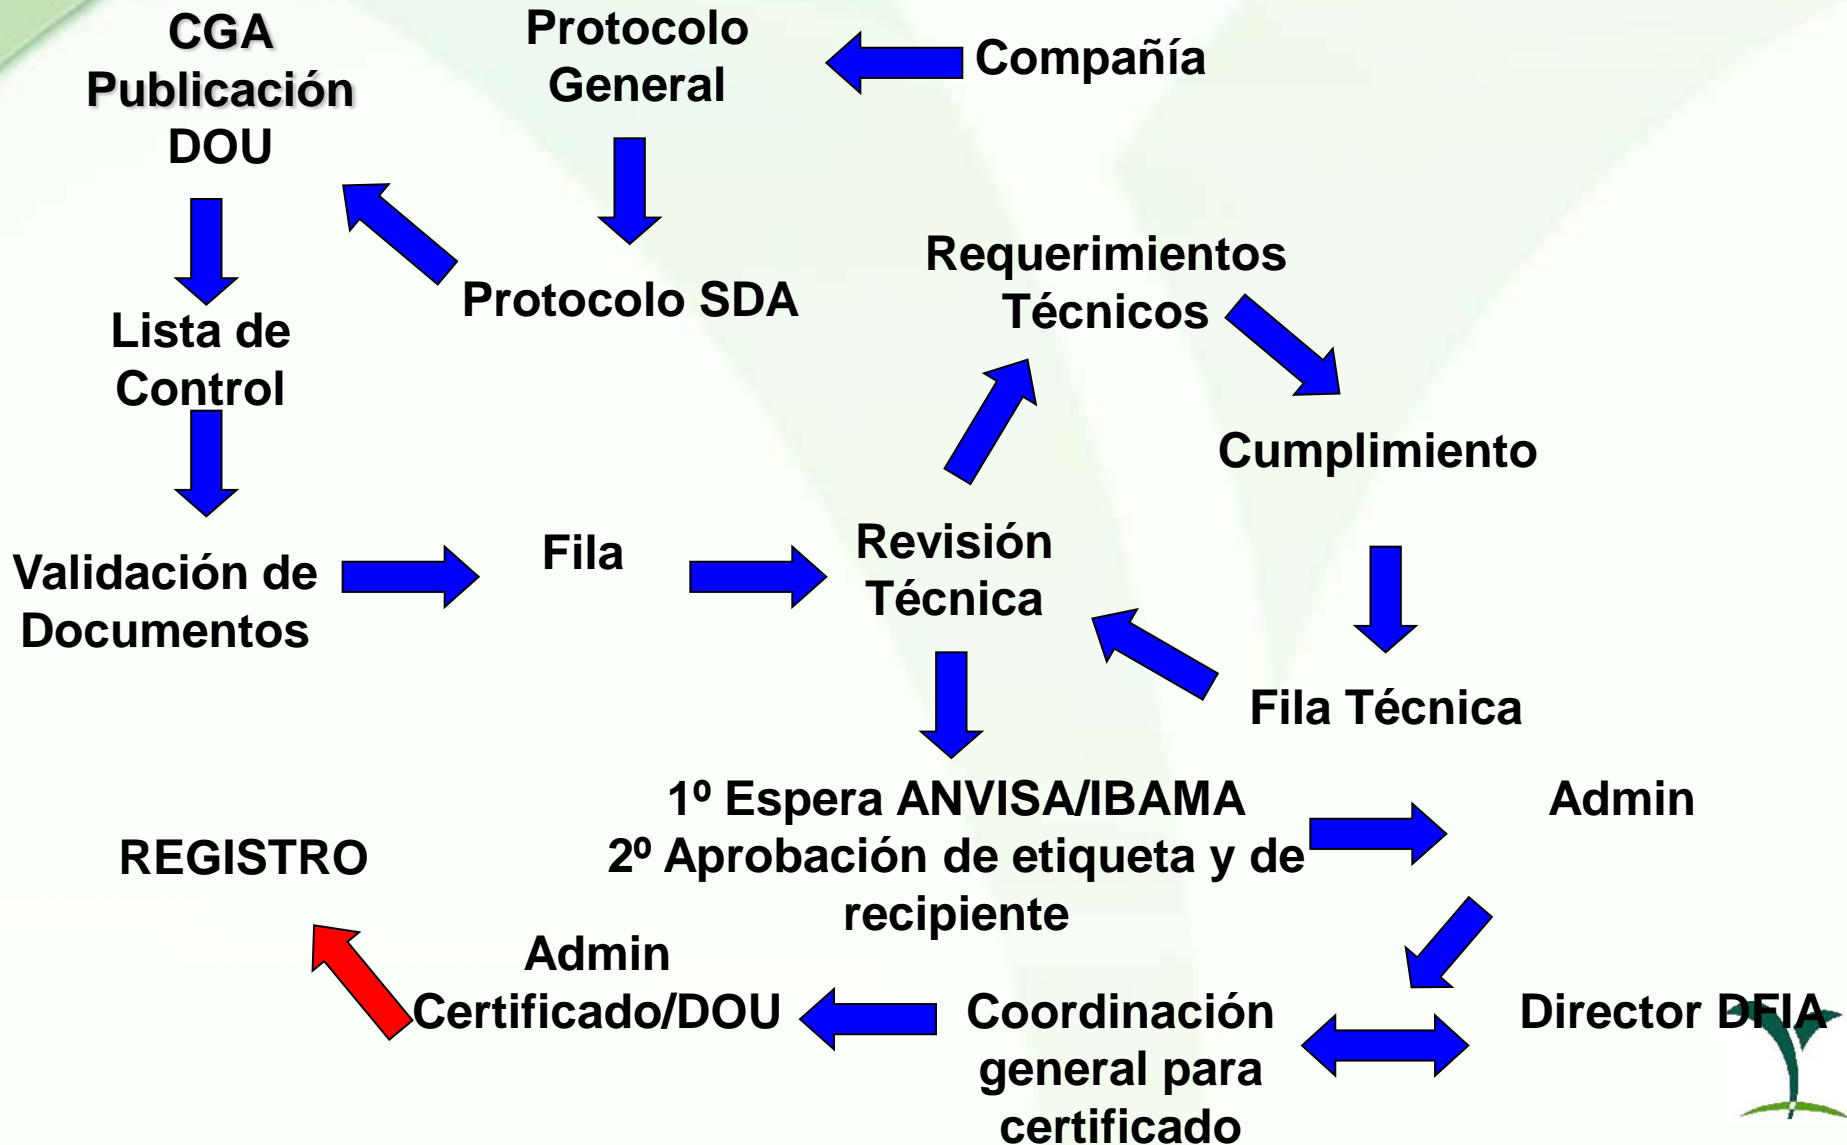 CGA
Publicación
DOU
Protocolo
General
Compañía
Protocolo SDA
Lista de
Control
Requerimientos
Técnicos
Cumplimiento
Validación de
Documentos
Fila
Revisión
Técnica
Fila Técnica
1º Espera ANVISA/IBAMA
2º Aprobación de etiqueta y de
recipiente
Admin
REGISTRO
Admin
Certificado/DOU
Coordinación
general para
certificado
Director DFIA